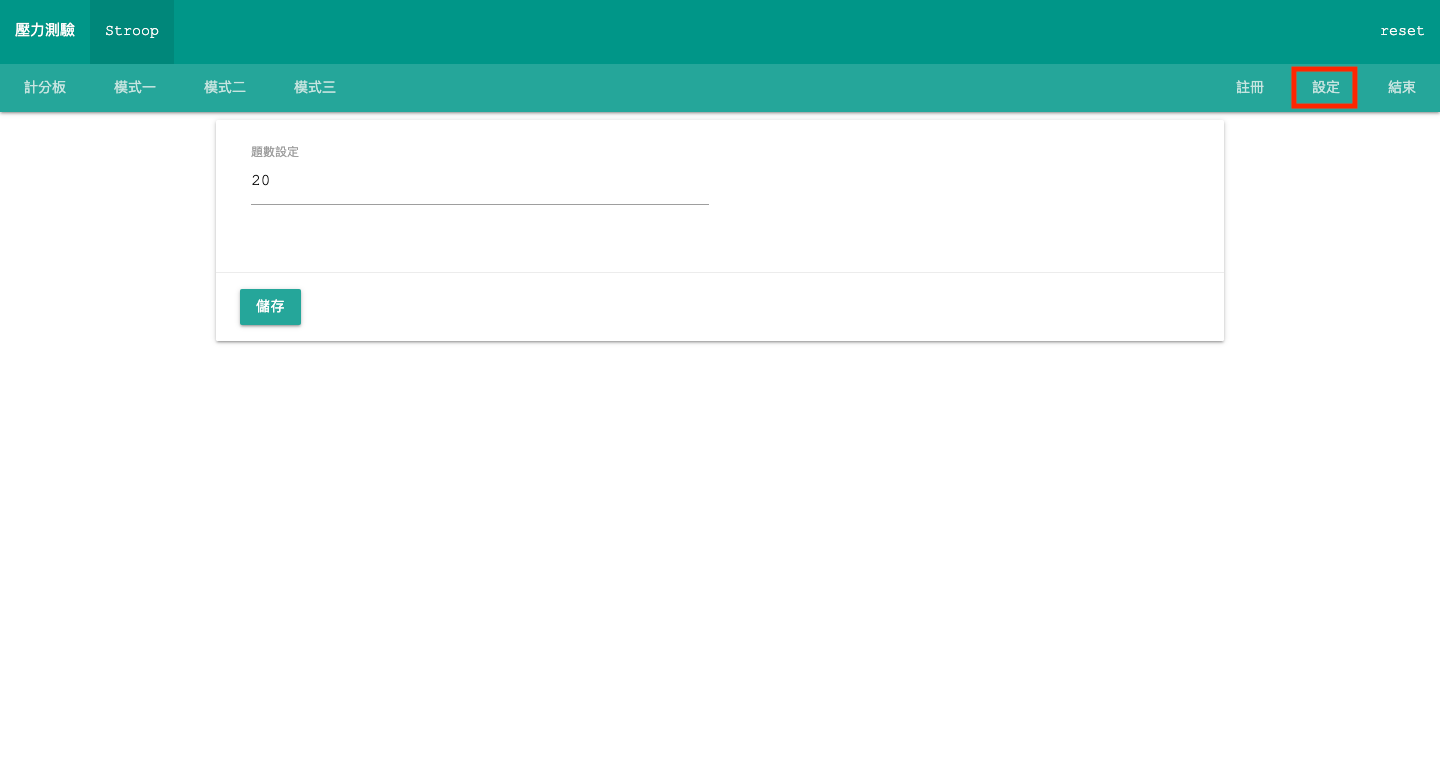 壓力測驗 Stroop reset
計分板 模式一 模式二 模式三 註冊 設定 結束
題數設定
20
儲存